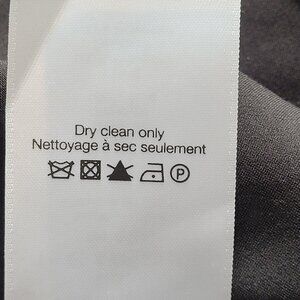 Dry clean only
Nettoyage à sec seulement
P